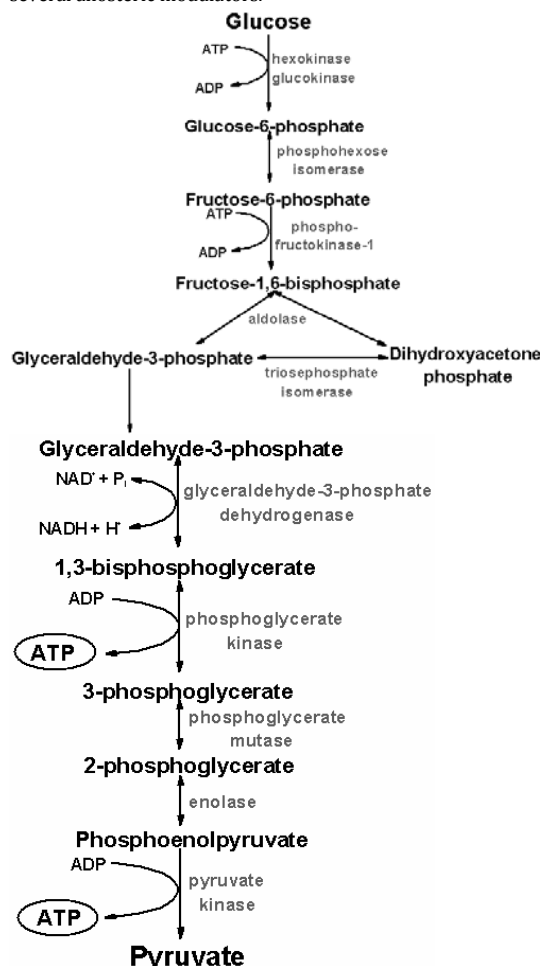 several allosteric modulators.
Glucose
ATP
hexokinase
glucokinase
ADP
Glucose-6-phosphate
phosphohexose
isomerase
Fructose-6-phosphate
ATP
phospho-
fructokinase-1
ADP
Fructose-1,6-bisphosphate
aldolase
Glyceraldehyde-3-phosphate
Dihydroxyacetone
phosphate
triosephosphate
isomerase
Glyceraldehyde-3-phosphate
NAD+ + Pi
glyceraldehyde-3-phosphate
dehydrogenase
NADH + H+
1,3-bisphosphoglycerate
ADP
phosphoglycerate
kinase
ATP
3-phosphoglycerate
phosphoglycerate
mutase
2-phosphoglycerate
enolase
Phosphoenolpyruvate
ADP
pyruvate
kinase
ATP
Pyruvate